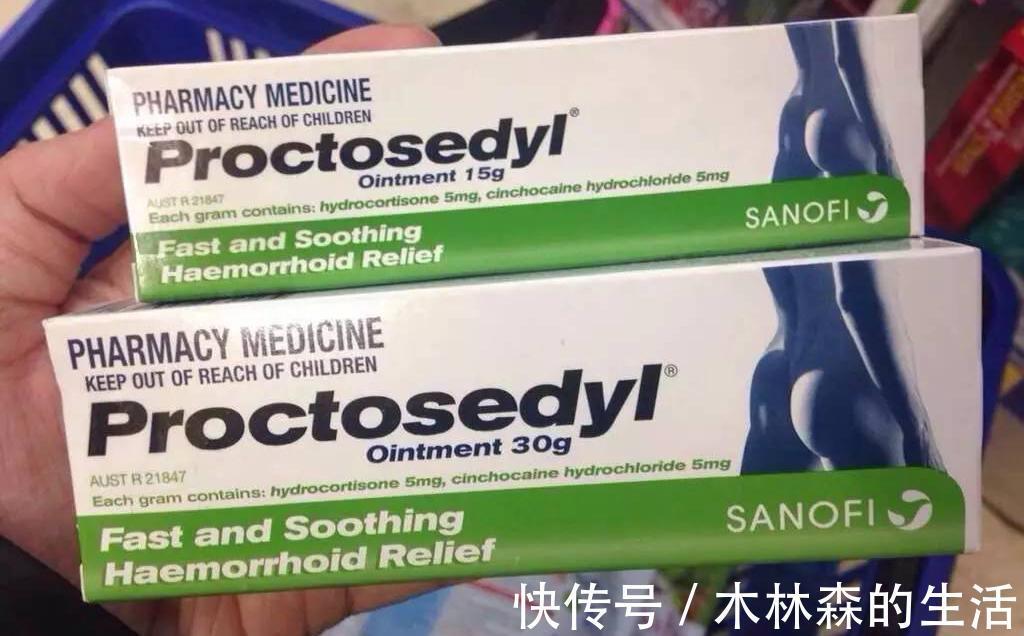 PHARMACY MEDICINE
KEEP OUT OF REACH OF CHILDREN
Proctosedyl®
Ointment 15g
AUST R 21847
Each gram contains: hydrocortisone 5mg, cinchocaine hydrochloride 5mg
Fast and Soothing
Haemorrhoid Relief
SANOFI
PHARMACY MEDICINE
KEEP OUT OF REACH OF CHILDREN
Proctosedyl®
Ointment 30g
AUST R 21847
Each gram contains: hydrocortisone 5mg, cinchocaine hydrochloride 5mg
Fast and Soothing
Haemorrhoid Relief
SANOFI
快传号 / 木林森的生活